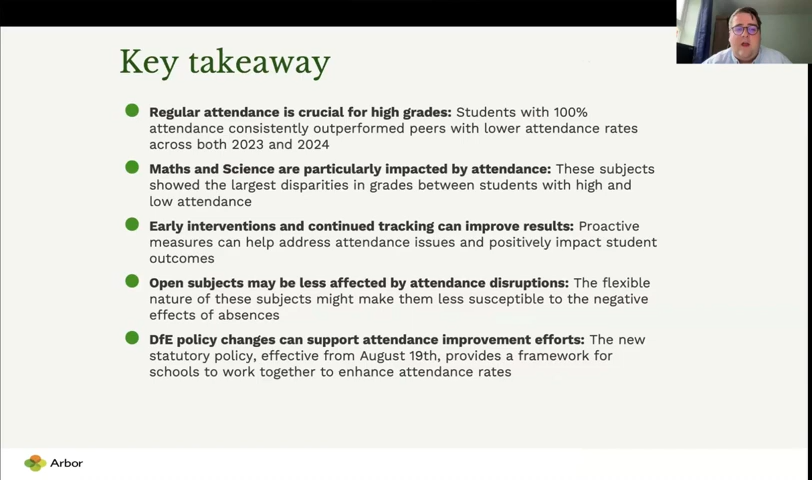 Key takeaway
Regular attendance is crucial for high grades: Students with 100%
attendance consistently outperformed peers with lower attendance rates
across both 2023 and 2024
Maths and Science are particularly impacted by attendance: These subjects
showed the largest disparities in grades between students with high and
low attendance
Early interventions and continued tracking can improve results: Proactive
measures can help address attendance issues and positively impact student
outcomes
Open subjects may be less affected by attendance disruptions: The flexible
nature of these subjects might make them less susceptible to the negative
effects of absences
DfE policy changes can support attendance improvement efforts: The new
statutory policy, effective from August 19th, provides a framework for
schools to work together to enhance attendance rates
Arbor